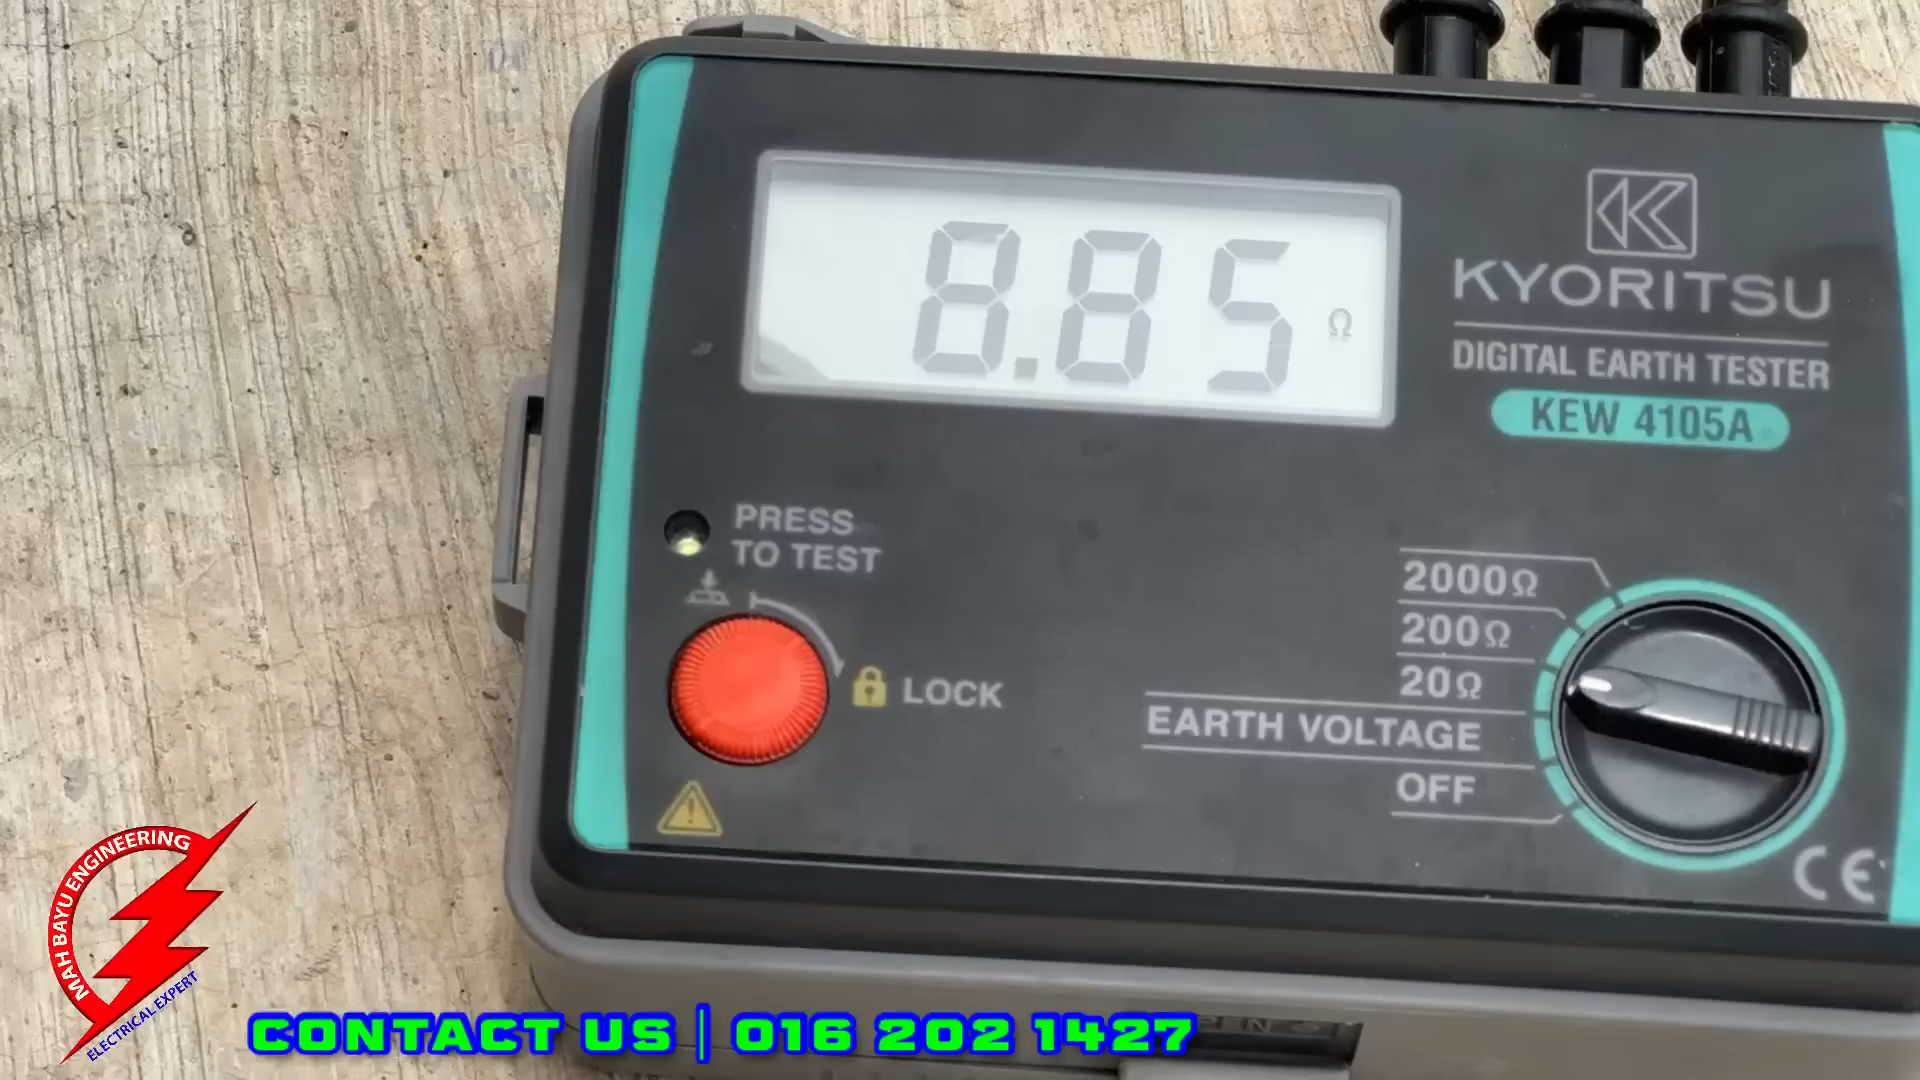 8.85 Ω
KYORITSU
DIGITAL EARTH TESTER
KEW 4105A
PRESS
TO TEST
LOCK
2000Ω
200Ω
20Ω
EARTH VOLTAGE
OFF
CE
MAH BAYU ENGINEERING
ELECTRICAL EXPERT
CONTACT US | 016 202 1427